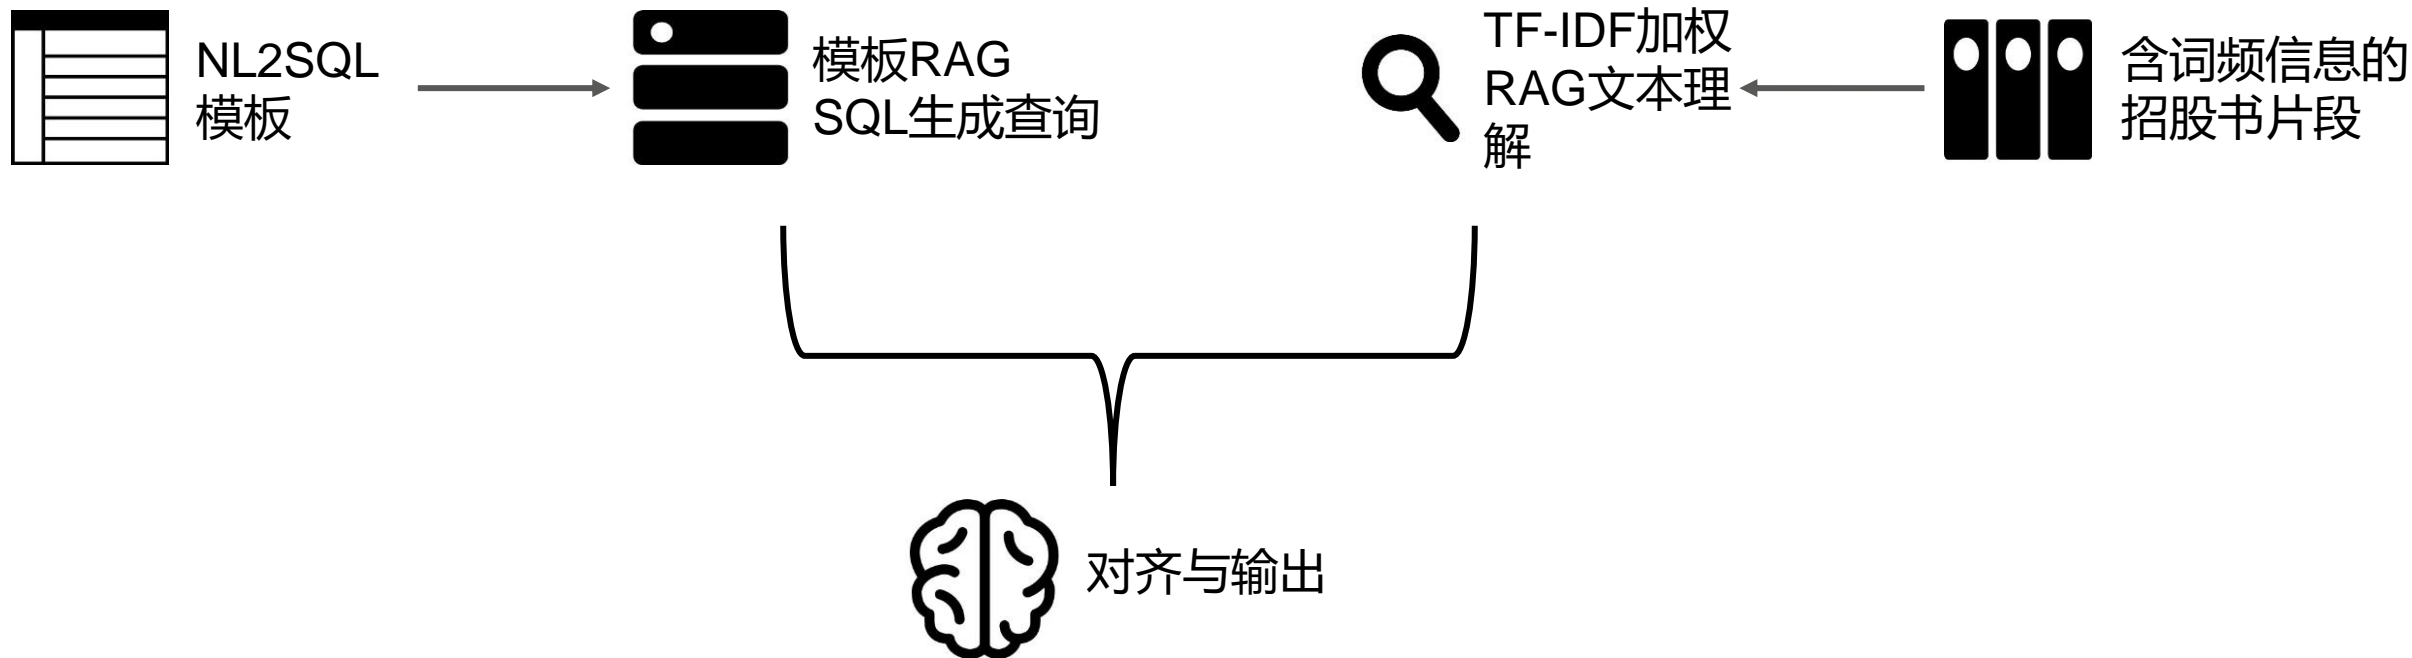 NL2SQL
模板
模板RAG
SQL生成查询
TF-IDF加权
RAG文本理
解
含词频信息的
招股书片段
对齐与输出